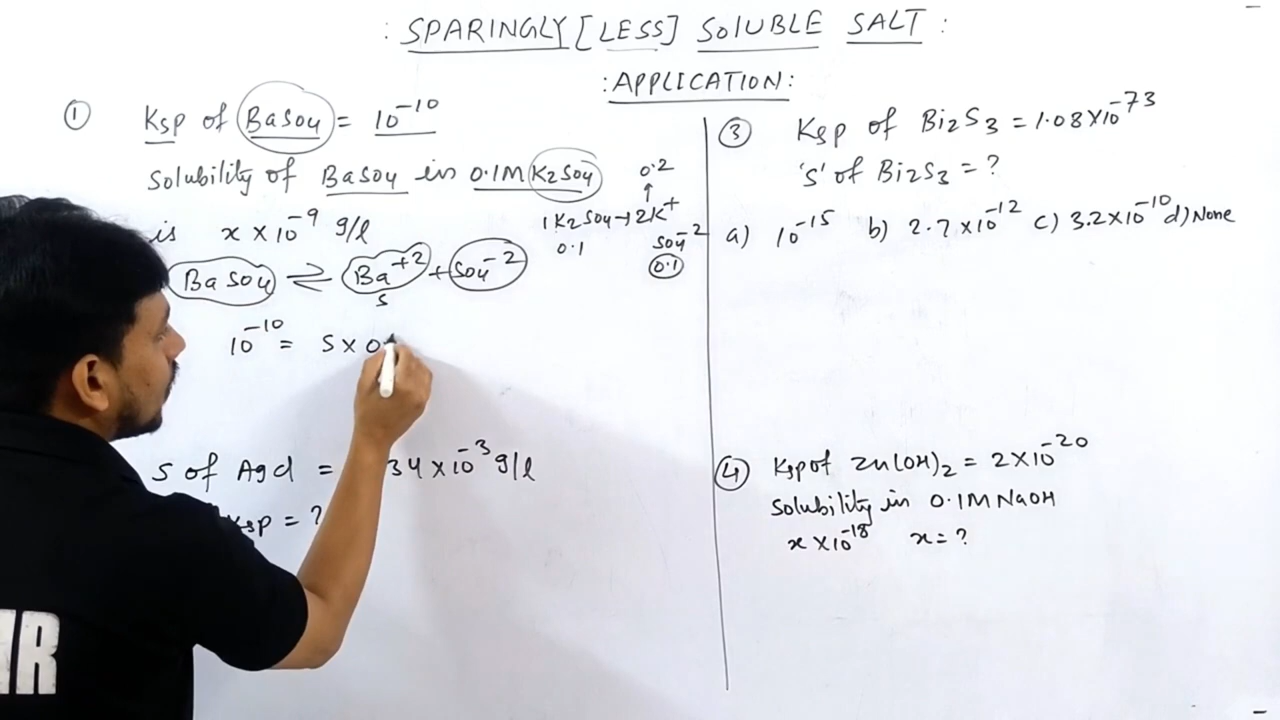 : SPARINGLY [LESS] SOLUBLE SALT :
: APPLICATION :
① Ksp of BaSO4 = 10⁻¹⁰
Solubility of BaSO4 in 0.1M K2SO4
is x × 10⁻⁹ g/l
0.2
↑
1K2SO4 → 2K⁺
0.1 SO4⁻²
0.1
BaSO4 ⇌ Ba⁺² + SO4⁻²
S
10⁻¹⁰ = S × 0.
S of Agcl = 34 × 10⁻³ g/l
Ksp = ?
③ Ksp of Bi2S3 = 1.08 × 10⁻⁷³
'S' of Bi2S3 = ?
a) 10⁻¹⁵ b) 2.7 × 10⁻¹² c) 3.2 × 10⁻¹⁰ d) None
④ Ksp of Zn(OH)2 = 2 × 10⁻²⁰
Solubility in 0.1M NaOH
x × 10⁻¹⁸ x = ?